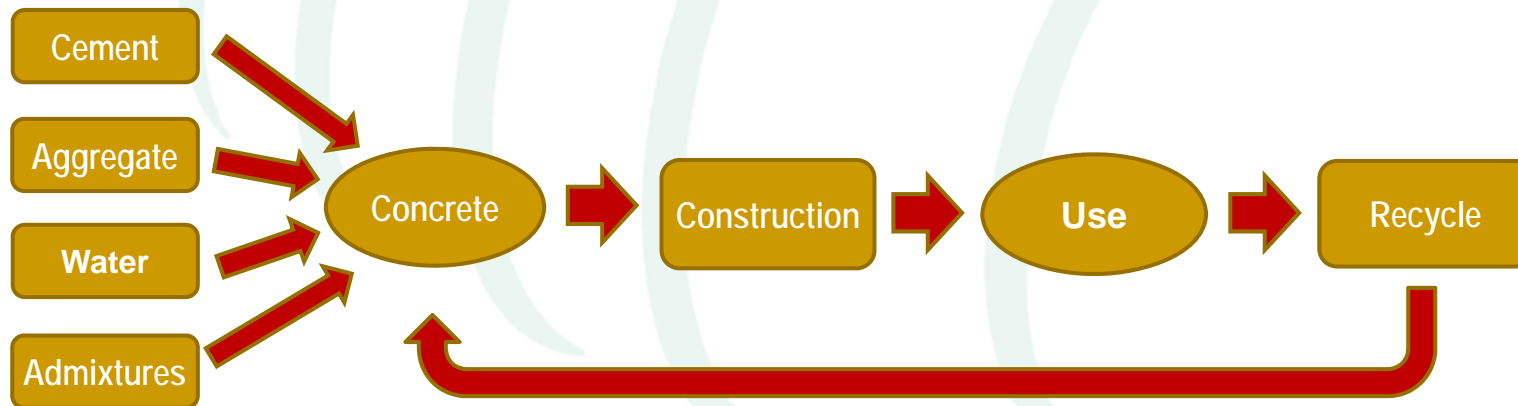 Cement
Aggregate
Water
Admixtures
Concrete
Construction
Use
Recycle